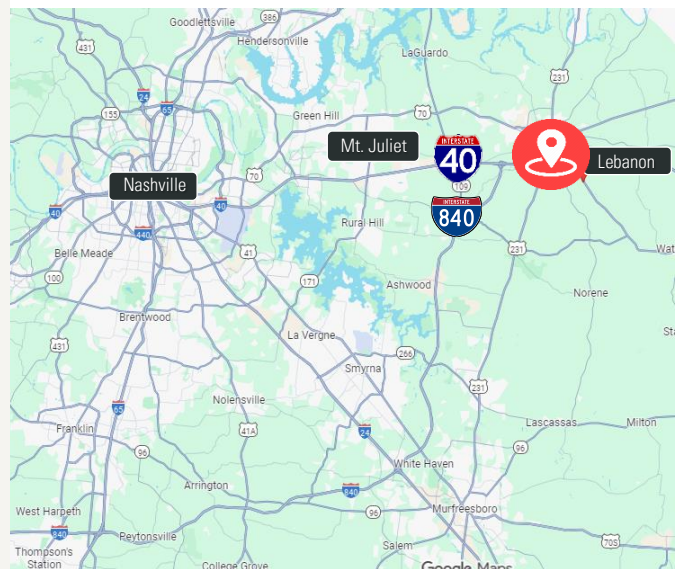 386
Goodlettsville
Hendersonville
431
LaGuardo
231
24
65
155
Green Hill
70
INTERSTATE
40
Mt. Juliet
Lebanon
70
109
Nashville
INTERSTATE
840
40
40
440
Rural Hill
231
41
Belle Meade
Wat
100
171
Ashwood
Norene
Brentwood
La Vergne
Sta
431
266
Smyrna
231
Nolensville
65
Lascassas
Milton
Franklin
41A
24
96
96
White Haven
Arrington
840
West Harpeth
96
Murfreesboro
840
Peytonsville
70S
Salem
Thompson's
Station
College Grove
Google Maps